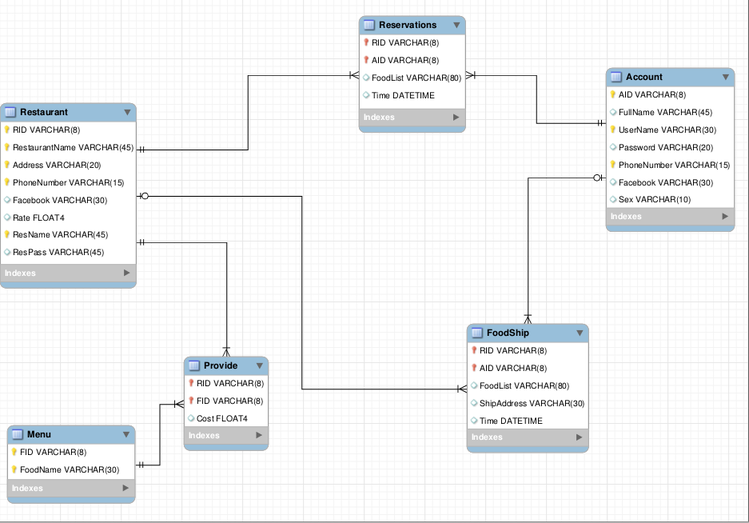 Reservations
RID VARCHAR(8)
AID VARCHAR(8)
FoodList VARCHAR(80)
Time DATETIME
Indexes
Account
AID VARCHAR(8)
FullName VARCHAR(45)
UserName VARCHAR(30)
Password VARCHAR(20)
PhoneNumber VARCHAR(15)
Facebook VARCHAR(30)
Sex VARCHAR(10)
Indexes
Restaurant
RID VARCHAR(8)
RestaurantName VARCHAR(45)
Address VARCHAR(20)
PhoneNumber VARCHAR(15)
Facebook VARCHAR(30)
Rate FLOAT4
ResName VARCHAR(45)
ResPass VARCHAR(45)
Indexes
FoodShip
RID VARCHAR(8)
AID VARCHAR(8)
FoodList VARCHAR(80)
ShipAddress VARCHAR(30)
Time DATETIME
Indexes
Provide
RID VARCHAR(8)
FID VARCHAR(8)
Cost FLOAT4
Indexes
Menu
FID VARCHAR(8)
FoodName VARCHAR(30)
Indexes